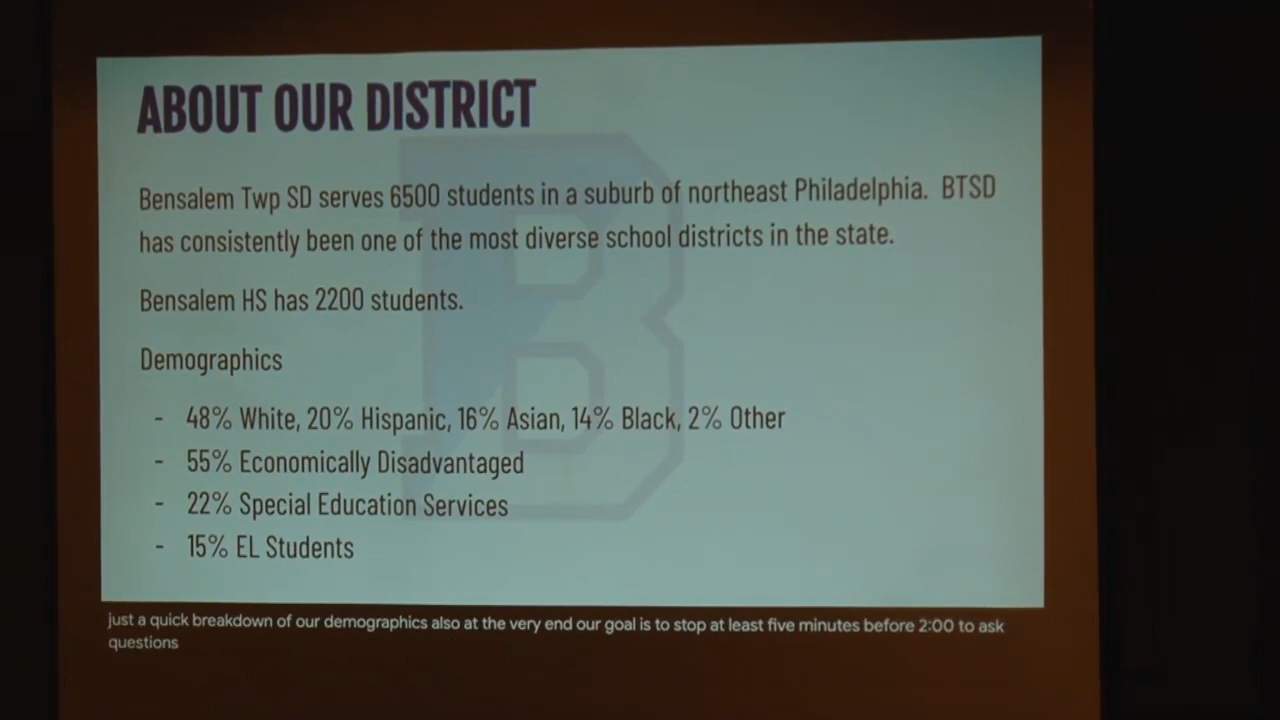 ABOUT OUR DISTRICT
Bensalem Twp SD serves 6500 students in a suburb of northeast Philadelphia.  BTSD
has consistently been one of the most diverse school districts in the state.
Bensalem HS has 2200 students.
Demographics
- 48% White, 20% Hispanic, 16% Asian, 14% Black, 2% Other
- 55% Economically Disadvantaged
- 22% Special Education Services
- 15% EL Students
just a quick breakdown of our demographics also at the very end our goal is to stop at least five minutes before 2:00 to ask
questions
B